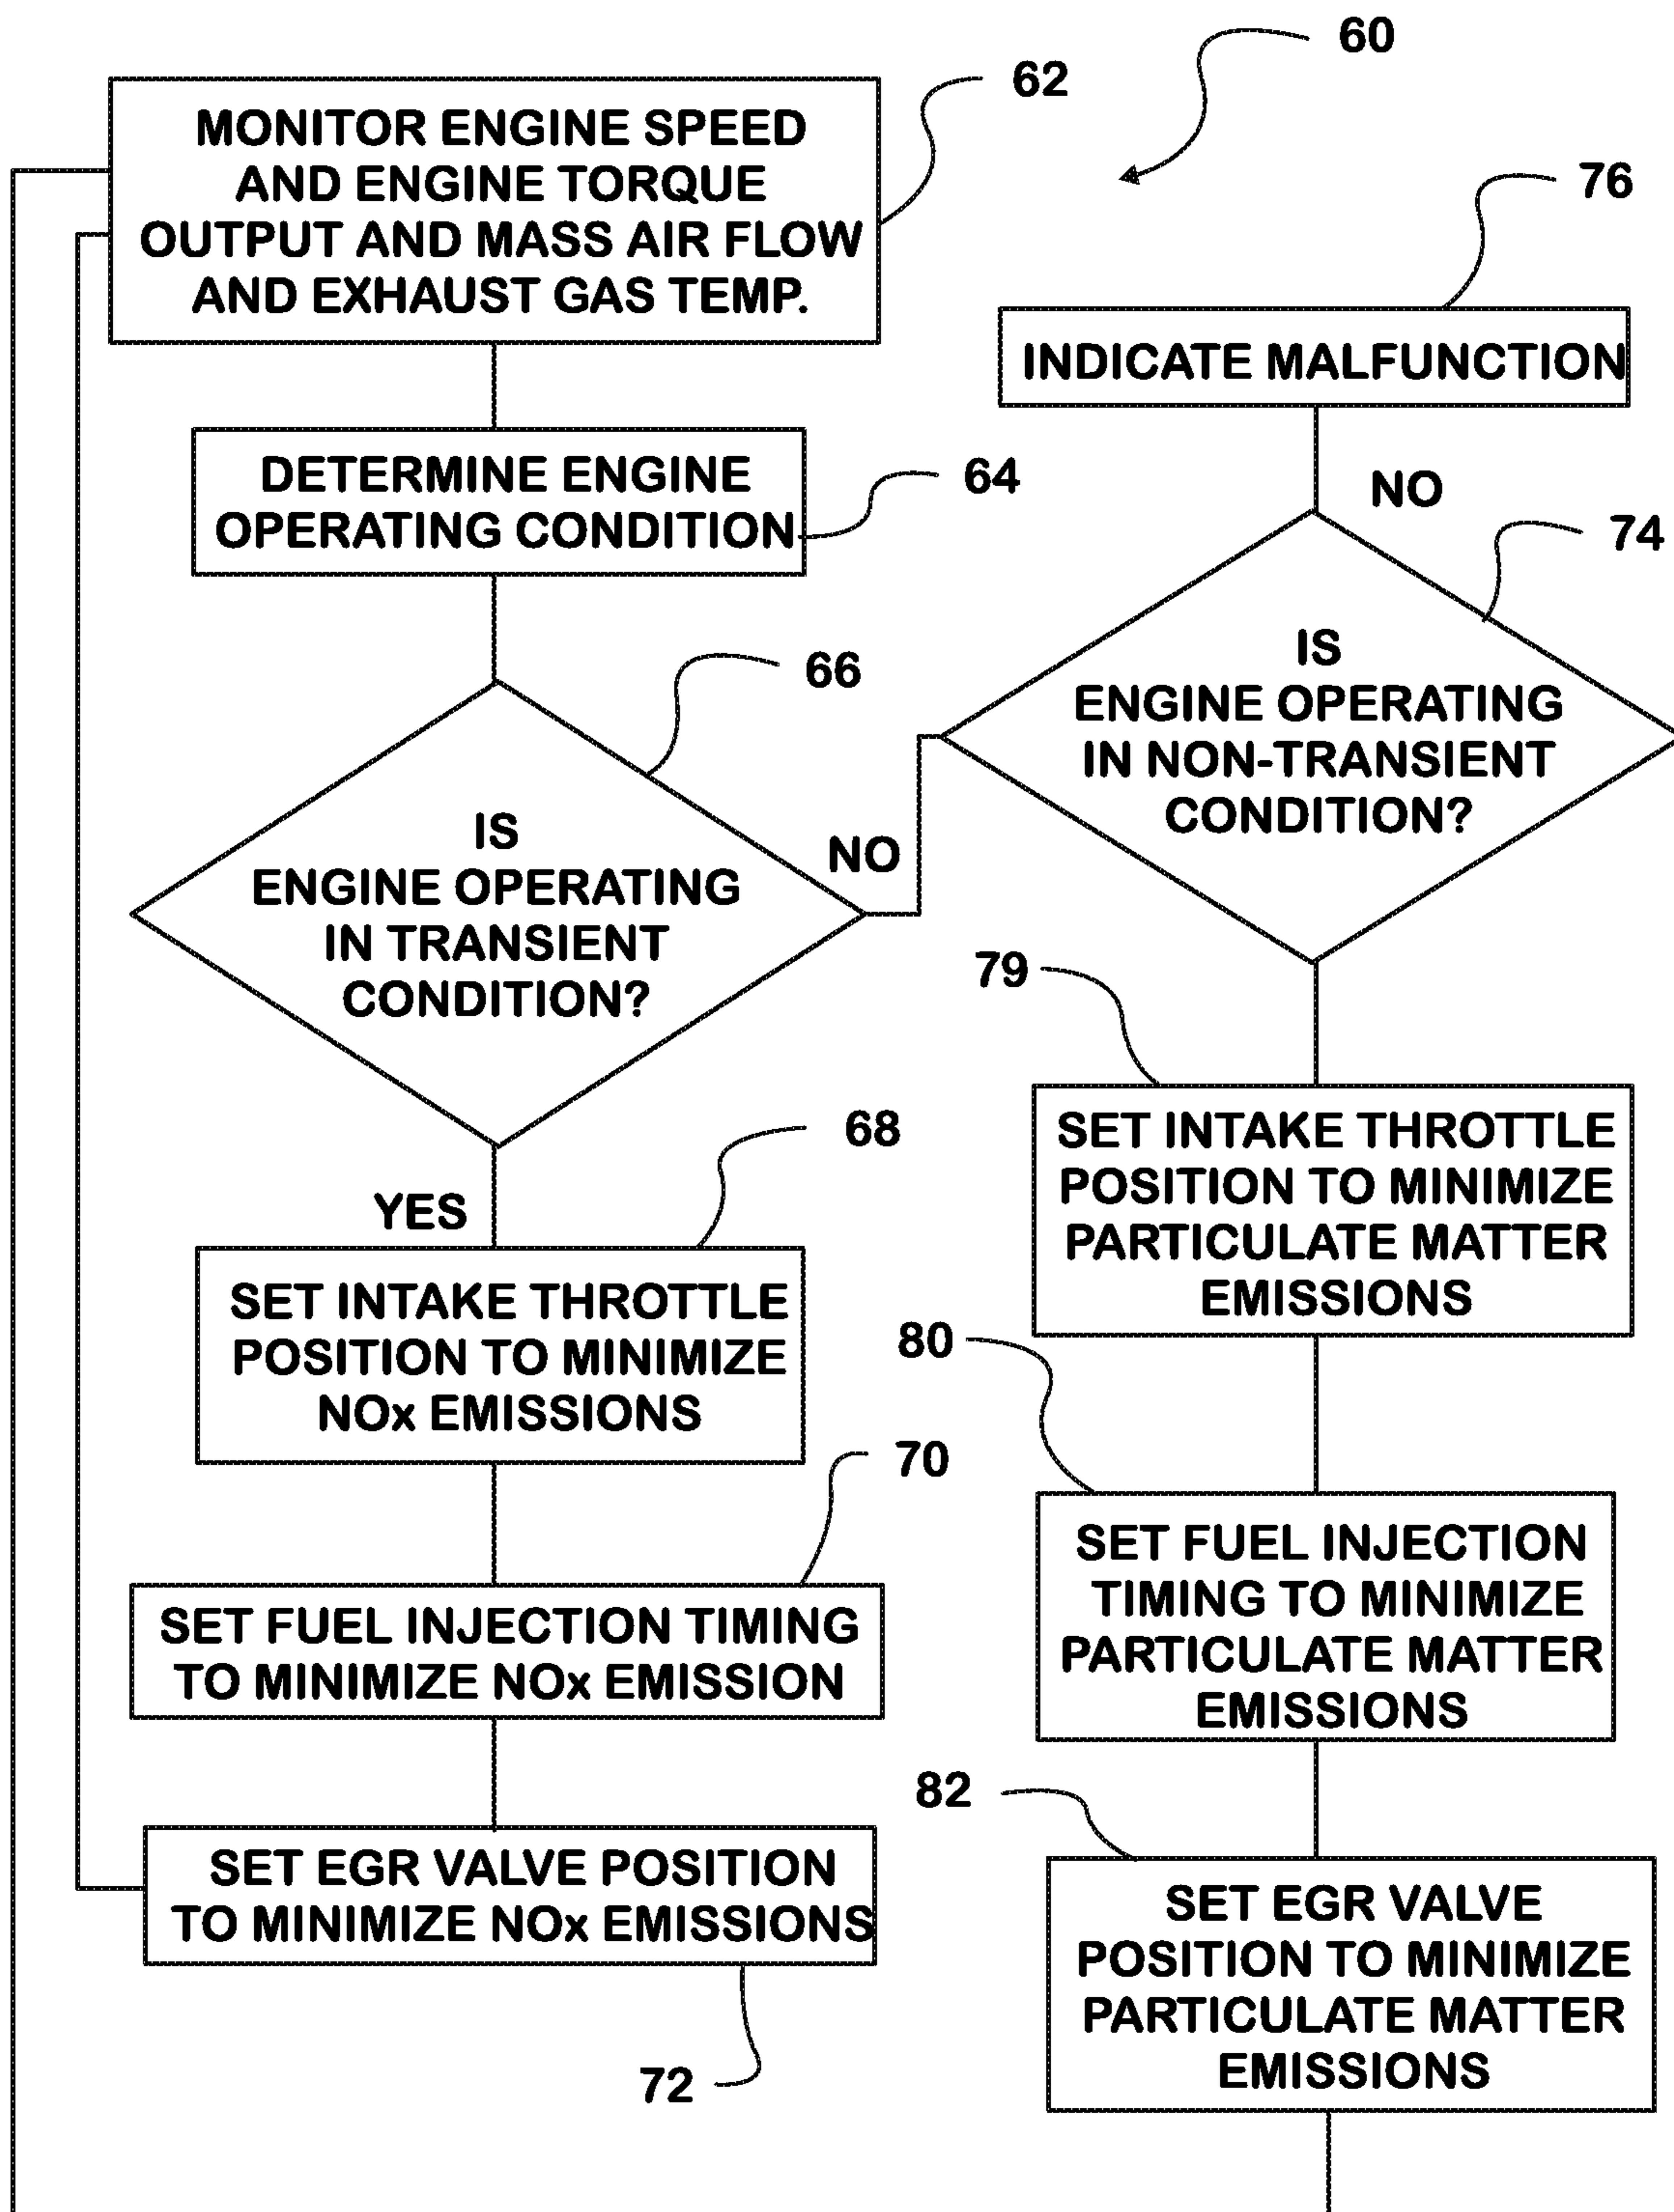 60
62
MONITOR ENGINE SPEED
AND ENGINE TORQUE
OUTPUT AND MASS AIR FLOW
AND EXHAUST GAS TEMP.
76
INDICATE MALFUNCTION
DETERMINE ENGINE
OPERATING CONDITION
64
NO
74
IS
ENGINE OPERATING
IN NON-TRANSIENT
CONDITION?
66
IS
ENGINE OPERATING
IN TRANSIENT
CONDITION?
NO
79
SET INTAKE THROTTLE
POSITION TO MINIMIZE
PARTICULATE MATTER
EMISSIONS
68
YES
SET INTAKE THROTTLE
POSITION TO MINIMIZE
NOx EMISSIONS
80
SET FUEL INJECTION
TIMING TO MINIMIZE
PARTICULATE MATTER
EMISSIONS
70
SET FUEL INJECTION TIMING
TO MINIMIZE NOx EMISSION
82
SET EGR VALVE
POSITION TO MINIMIZE
PARTICULATE MATTER
EMISSIONS
SET EGR VALVE POSITION
TO MINIMIZE NOx EMISSIONS
72